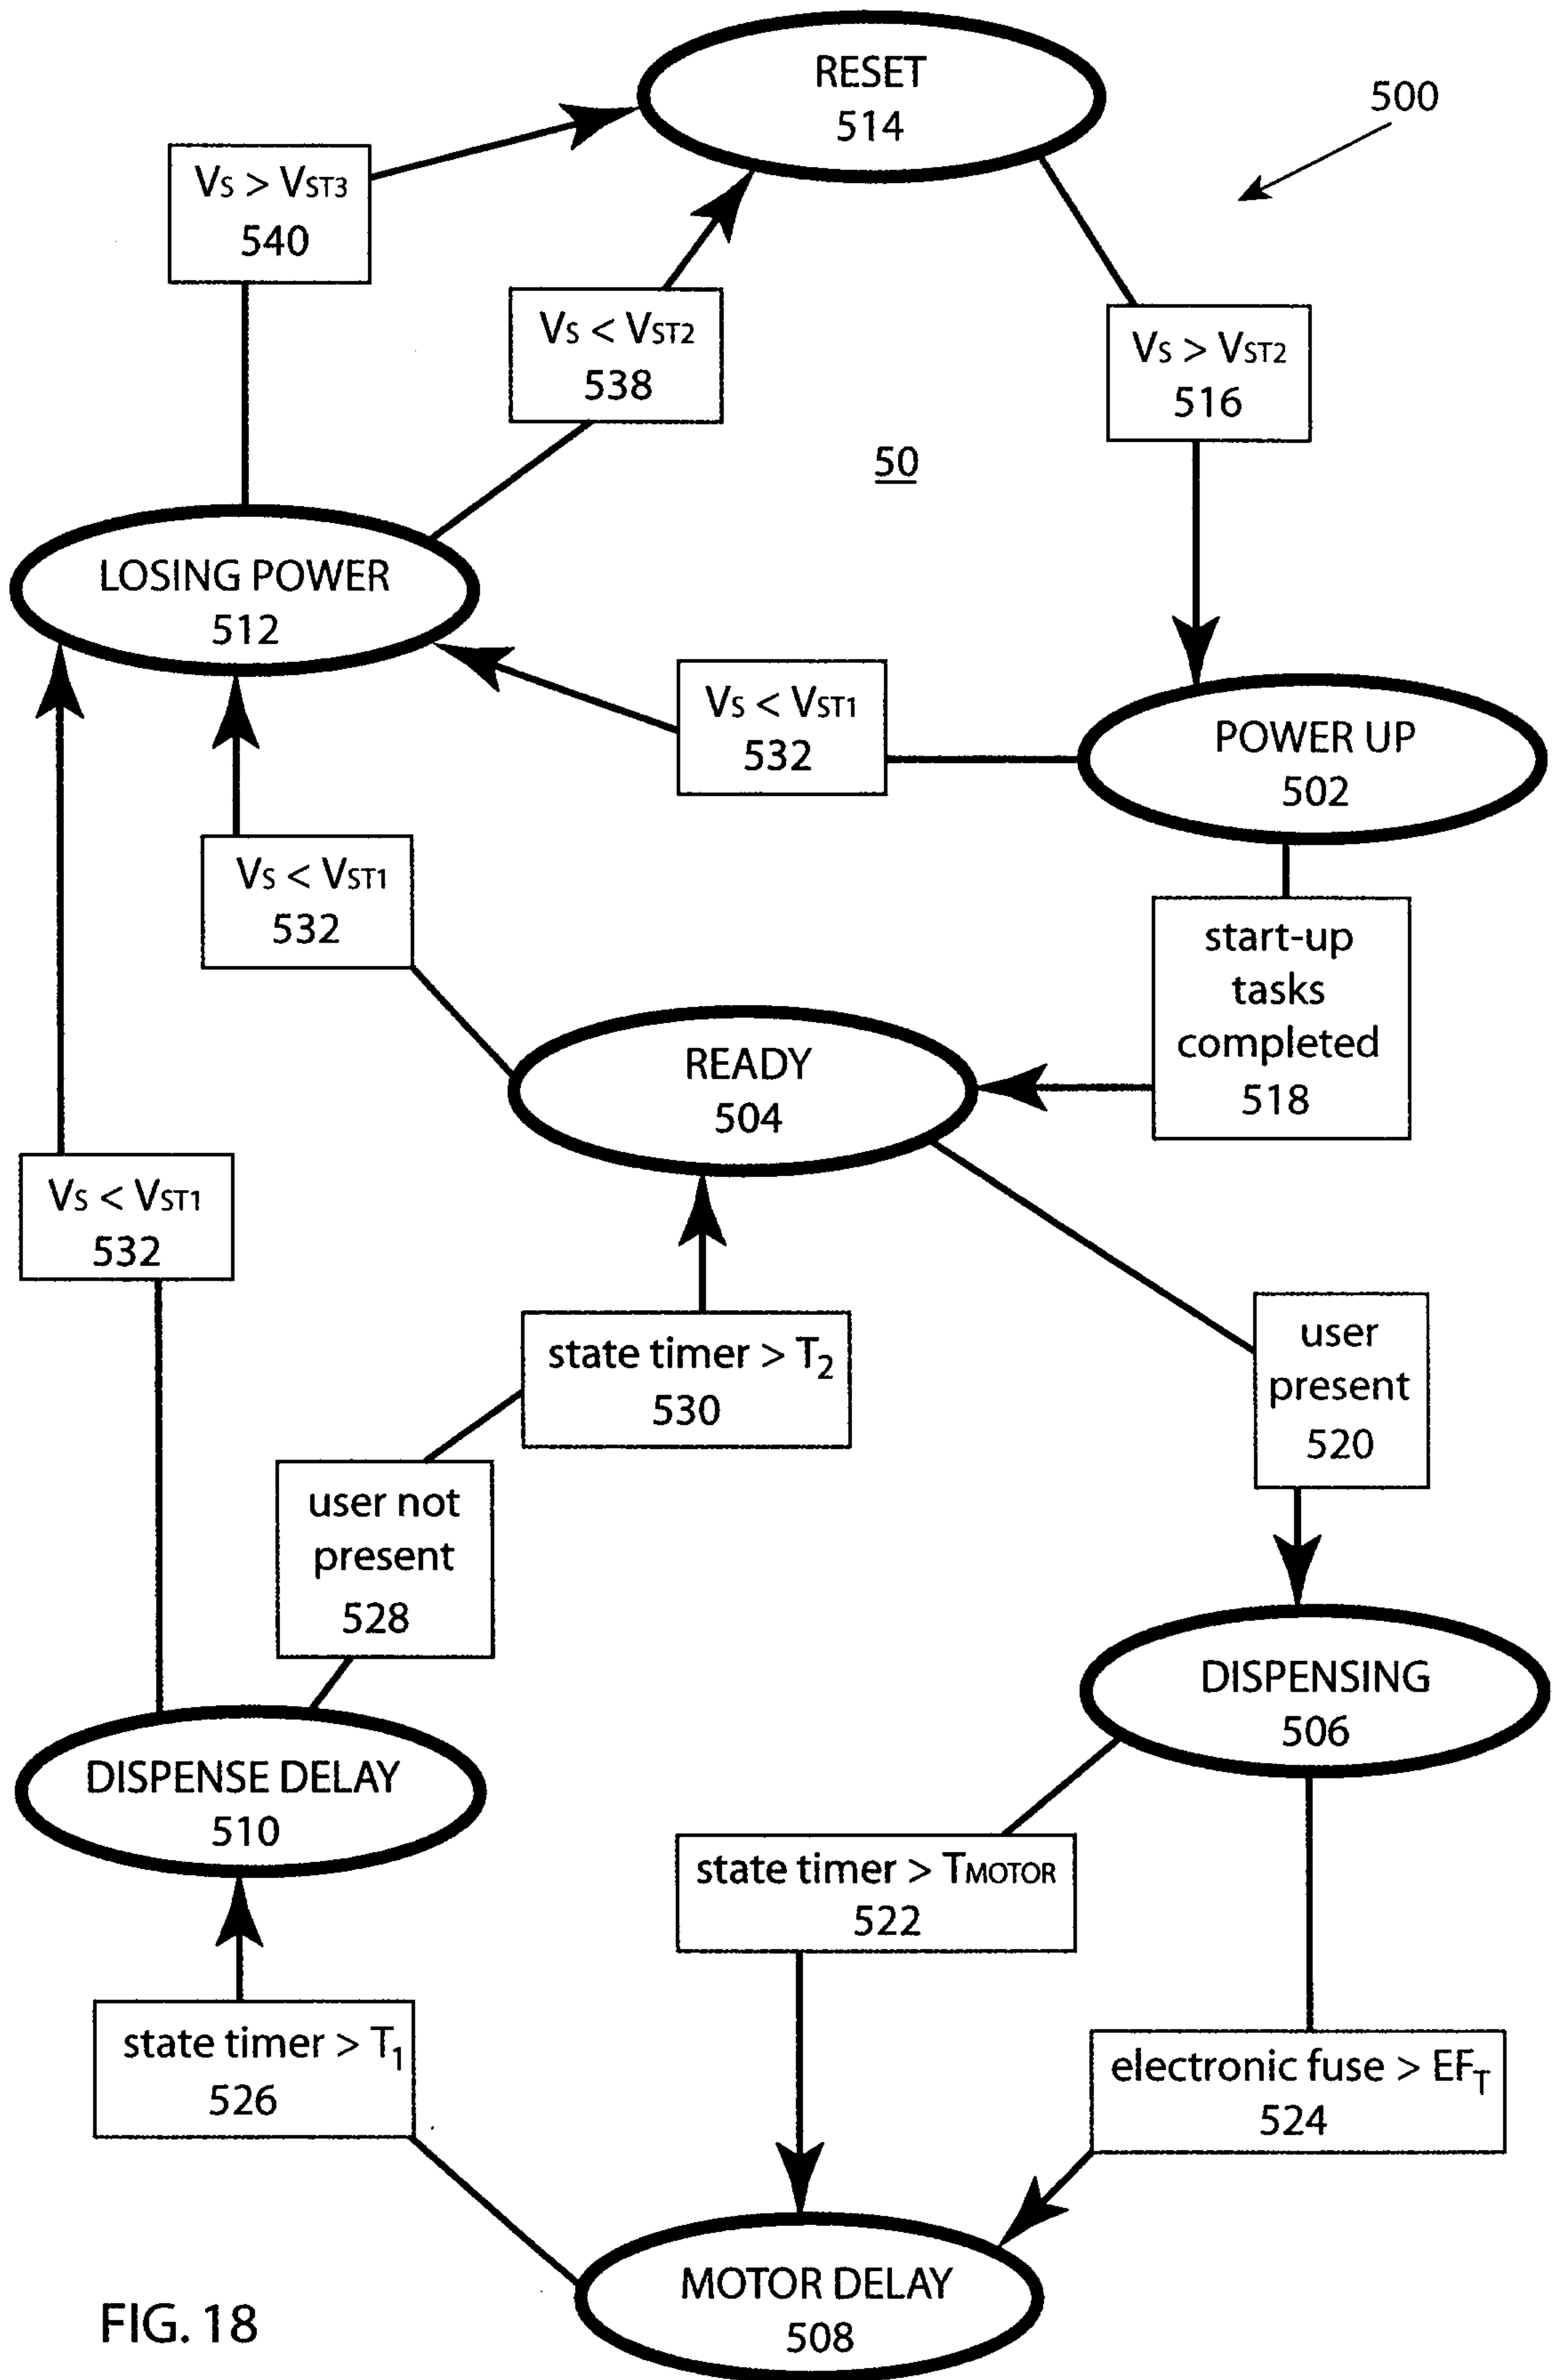 RESET
514
500
VS > VST3
540
VS < VST2
538
VS > VST2
516
50
LOSING POWER
512
VS < VST1
532
POWER UP
502
VS < VST1
532
start-up
tasks
completed
518
READY
504
VS < VST1
532
state timer > T2
530
user
present
520
user not
present
528
DISPENSING
506
DISPENSE DELAY
510
state timer > TMOTOR
522
state timer > T1
526
electronic fuse > EFT
524
MOTOR DELAY
508
FIG. 18